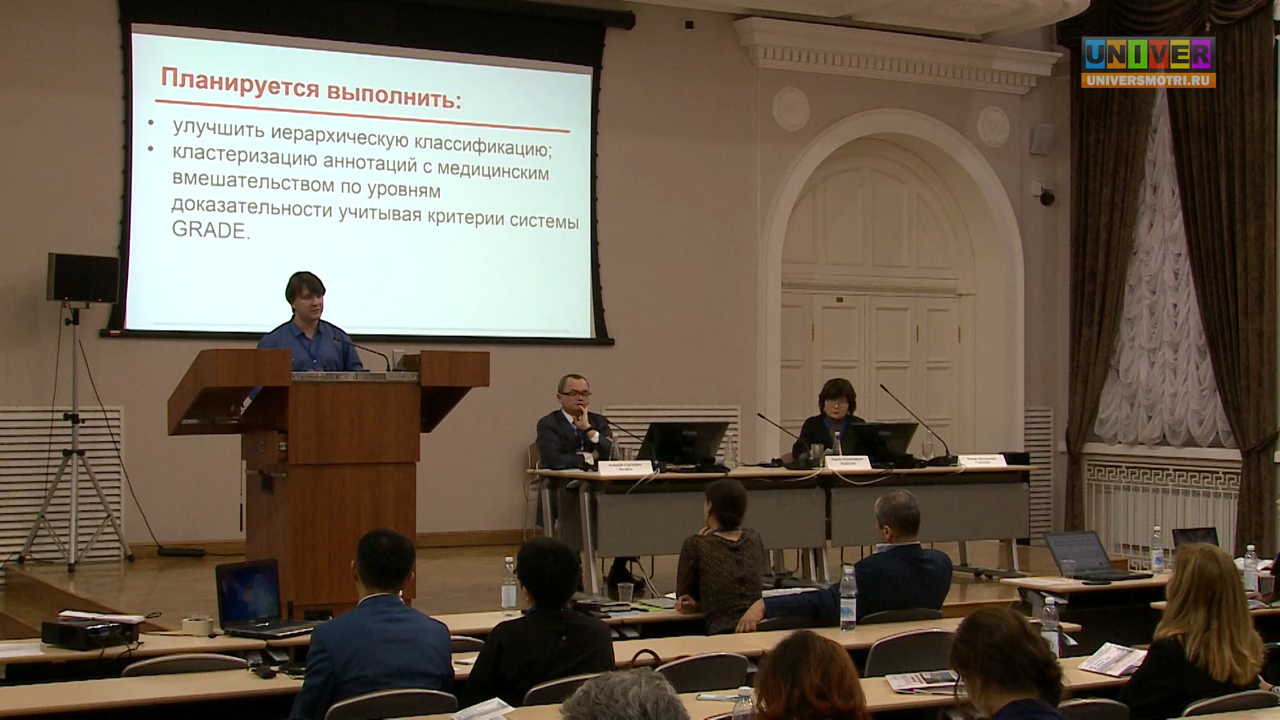 UNIVER
UNIVERSMOTRI.RU
Планируется выполнить:
• улучшить иерархическую классификацию;
• кластеризацию аннотаций с медицинским
вмешательством по уровням
доказательности учитывая критерии системы
GRADE.